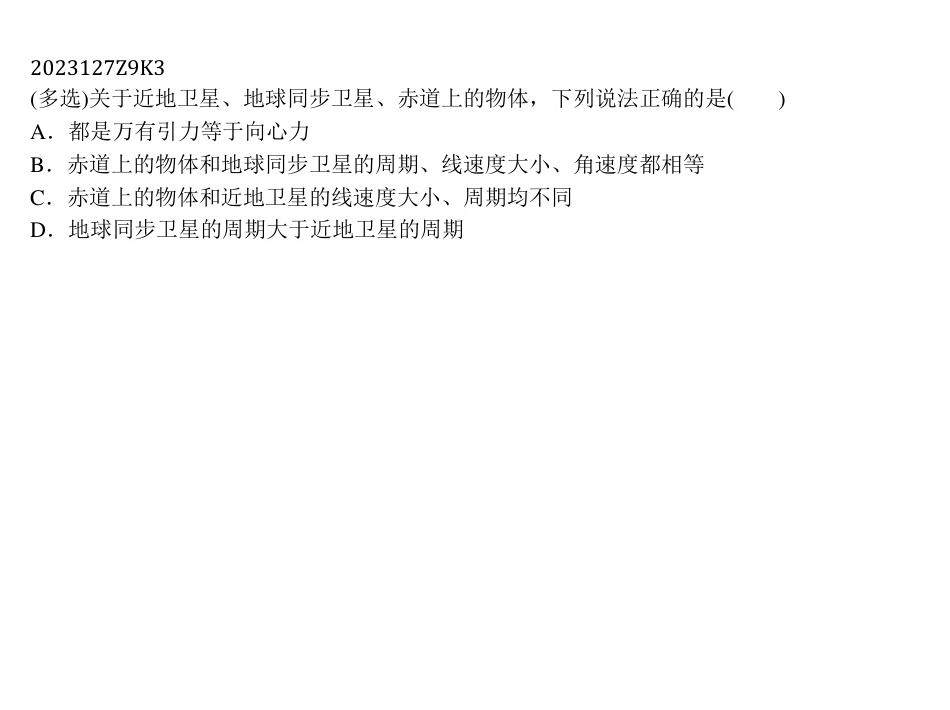 2023127Z9K3
(多选)关于近地卫星、地球同步卫星、赤道上的物体，下列说法正确的是(　　)
A．都是万有引力等于向心力
B．赤道上的物体和地球同步卫星的周期、线速度大小、角速度都相等
C．赤道上的物体和近地卫星的线速度大小、周期均不同
D．地球同步卫星的周期大于近地卫星的周期